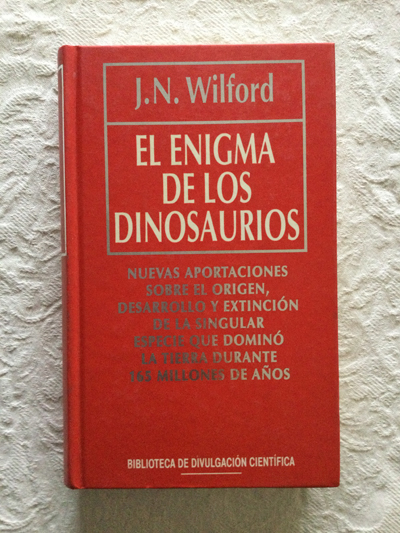 J.N. Wilford
EL ENIGMA
DE LOS
DINOSAURIOS
NUEVAS APORTACIONES
SOBRE EL ORIGEN,
DESARROLLO Y EXTINCIÓN
DE LA SINGULAR
ESPECIE QUE DOMINÓ
LA TIERRA DURANTE
163 MILLONES DE AÑOS
BIBLIOTECA DE DIVULGACIÓN CIENTÍFICA